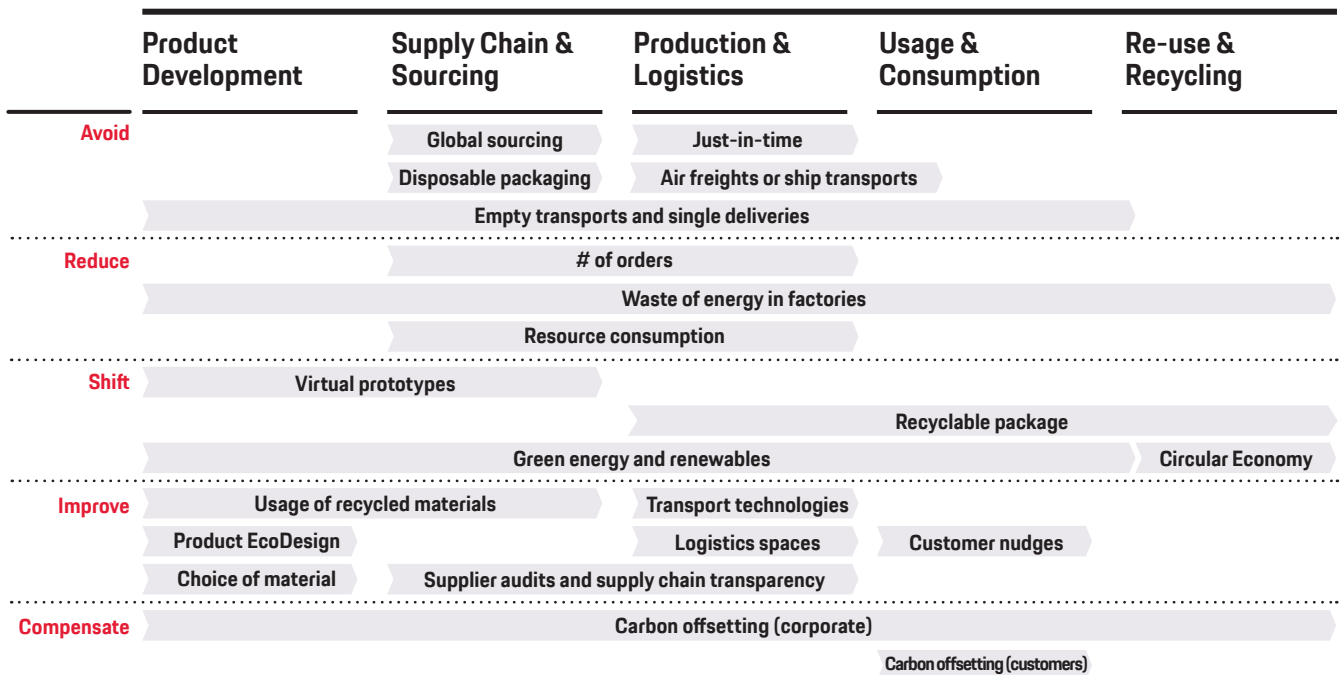 Product
Development
Supply Chain &
Sourcing
Production &
Logistics
Usage &
Consumption
Re-use &
Recycling
Avoid
Global sourcing
Just-in-time
Disposable packaging
Air freights or ship transports
Empty transports and single deliveries
Reduce
# of orders
Waste of energy in factories
Resource consumption
Shift
Virtual prototypes
Recyclable package
Green energy and renewables
Circular Economy
Improve
Usage of recycled materials
Transport technologies
Product EcoDesign
Logistics spaces
Customer nudges
Choice of material
Supplier audits and supply chain transparency
Compensate
Carbon offsetting (corporate)
Carbon offsetting (customers)